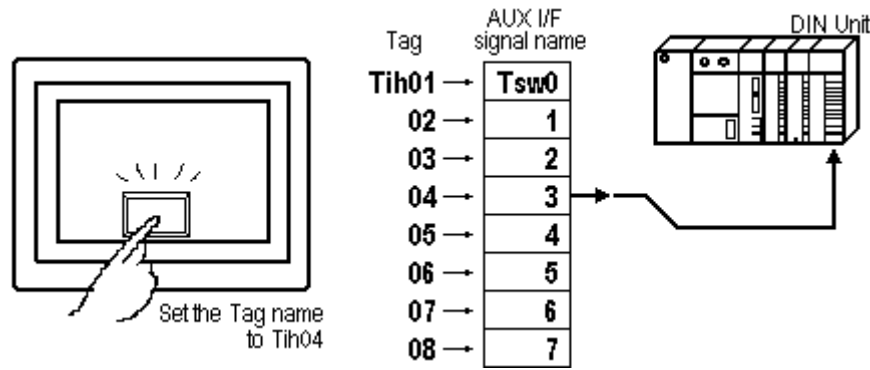 Tag
AUX I/F
signal name
DIN Unit
Tih01 → Tsw0
02 → 1
03 → 2
04 → 3
05 → 4
06 → 5
07 → 6
08 → 7
Set the Tag name
to Tih04